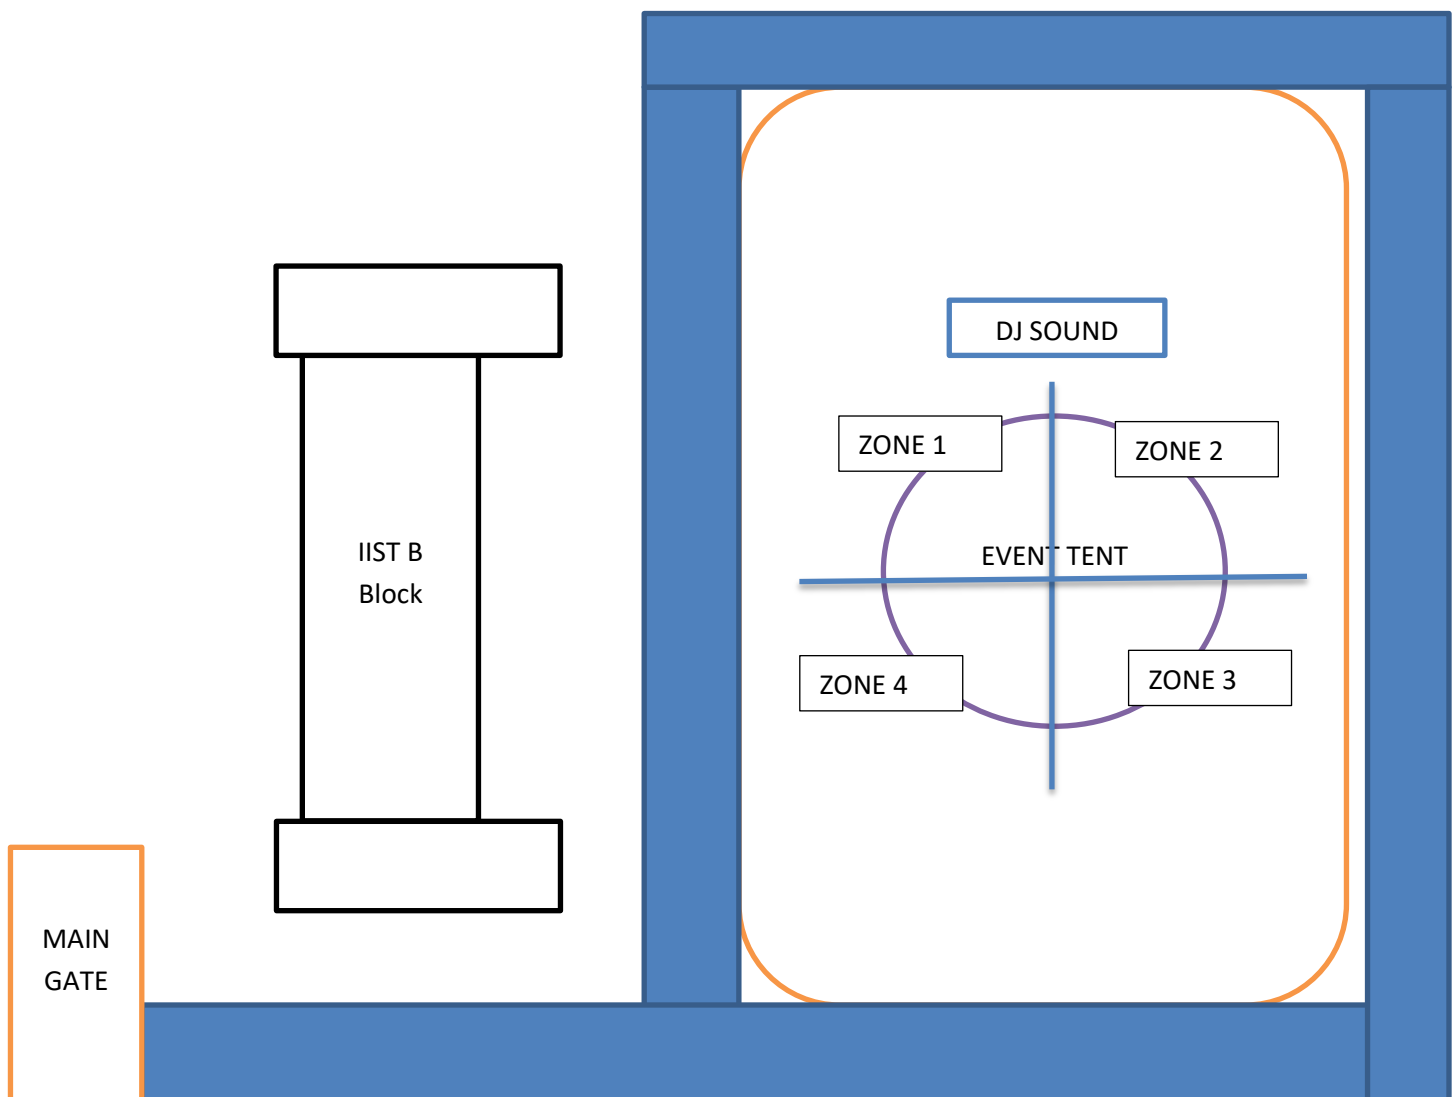 DJ SOUND
ZONE 1
ZONE 2
IIST B
Block
EVENT TENT
ZONE 4
ZONE 3
MAIN
GATE